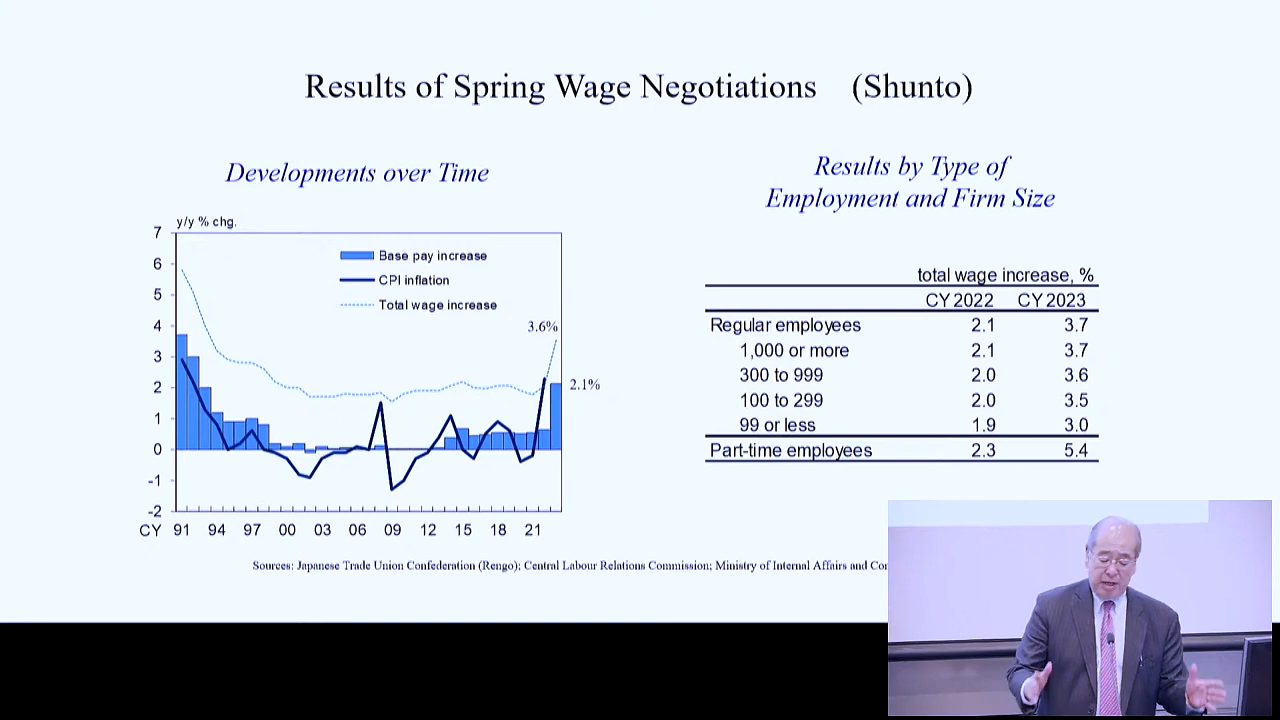 Results of Spring Wage Negotiations (Shunto)
Developments over Time
y/y % chg.
7
6
5
4
3
2
1
0
-1
-2
Base pay increase
CPI inflation
Total wage increase
3.6%
2.1%
CY 91 94 97 00 03 06 09 12 15 18 21
Results by Type of
Employment and Firm Size
total wage increase, %
CY 2022 CY 2023
Regular employees 2.1 3.7
1,000 or more 2.1 3.7
300 to 999 2.0 3.6
100 to 299 2.0 3.5
99 or less 1.9 3.0
Part-time employees 2.3 5.4
Sources: Japanese Trade Union Confederation (Rengo); Central Labour Relations Commission; Ministry of Internal Affairs and